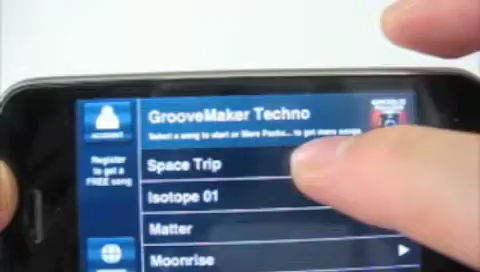 GrooveMaker Techno
Select a song to start or More Packs... to get more songs
account
Register
to get a
FREE song
Space Trip
Isotope 01
Matter
Moonrise